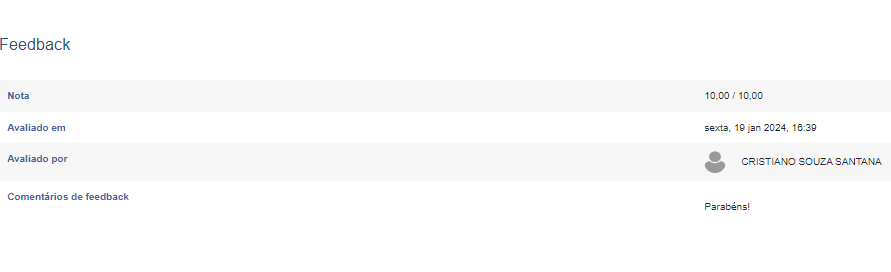 Feedback
Nota 10,00 / 10,00
Avaliado em sexta, 19 jan 2024, 16:39
Avaliado por CRISTIANO SOUZA SANTANA
Comentários de feedback
Parabéns!